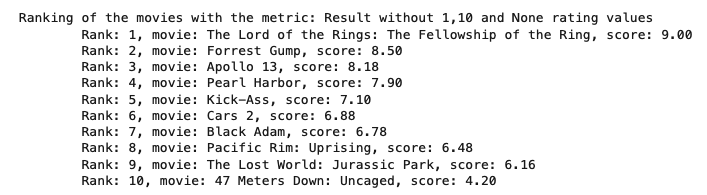 Ranking of the movies with the metric: Result without 1,10 and None rating values
Rank: 1, movie: The Lord of the Rings: The Fellowship of the Ring, score: 9.00
Rank: 2, movie: Forrest Gump, score: 8.50
Rank: 3, movie: Apollo 13, score: 8.18
Rank: 4, movie: Pearl Harbor, score: 7.90
Rank: 5, movie: Kick-Ass, score: 7.10
Rank: 6, movie: Cars 2, score: 6.88
Rank: 7, movie: Black Adam, score: 6.78
Rank: 8, movie: Pacific Rim: Uprising, score: 6.48
Rank: 9, movie: The Lost World: Jurassic Park, score: 6.16
Rank: 10, movie: 47 Meters Down: Uncaged, score: 4.20